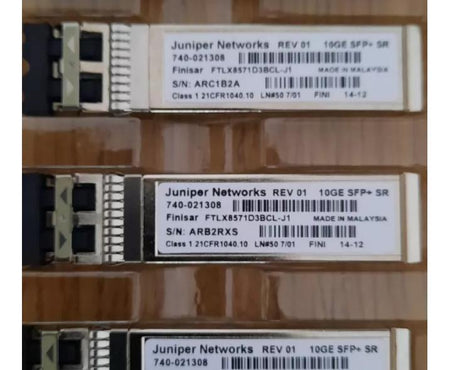 Juniper Networks REV 01 10GE SFP+ SR
740-021308
Finisar FTLX8571D3BCL-J1 MADE IN MALAYSIA
S/N: ARC1B2A
Class 1 21CFR1040.10 LN#50 7/01 FINI 14-12
Juniper Networks REV 01 10GE SFP+ SR
740-021308
Finisar FTLX8571D3BCL-J1 MADE IN MALAYSIA
S/N: ARB2RXS
Class 1 21CFR1040.10 LN#50 7/01 FINI 14-12
Juniper Networks REV 01 10GE SFP+ SR
740-021308